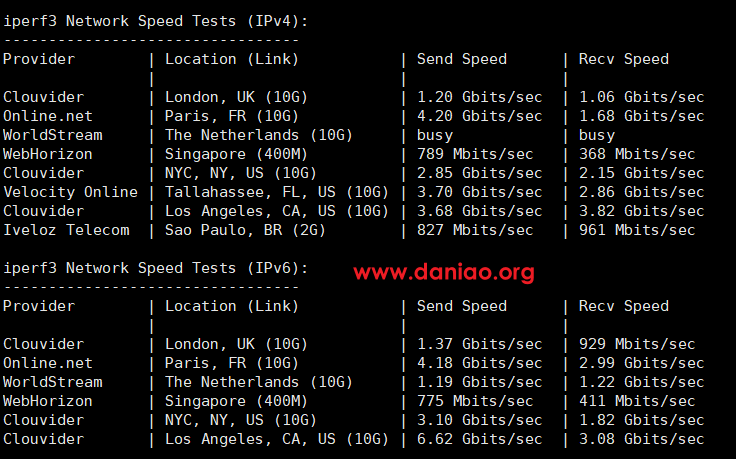 iperf3 Network Speed Tests (IPv4):
---------------------------------
Provider        | Location (Link)           | Send Speed      | Recv Speed
                |                           |                 |
Clouvider       | London, UK (10G)          | 1.20 Gbits/sec  | 1.06 Gbits/sec
Online.net      | Paris, FR (10G)           | 4.20 Gbits/sec  | 1.68 Gbits/sec
WorldStream     | The Netherlands (10G)     | busy            | busy
WebHorizon      | Singapore (400M)          | 789 Mbits/sec   | 368 Mbits/sec
Clouvider       | NYC, NY, US (10G)         | 2.85 Gbits/sec  | 2.15 Gbits/sec
Velocity Online | Tallahassee, FL, US (10G) | 3.70 Gbits/sec  | 2.86 Gbits/sec
Clouvider       | Los Angeles, CA, US (10G) | 3.68 Gbits/sec  | 3.82 Gbits/sec
Iveloz Telecom  | Sao Paulo, BR (2G)        | 827 Mbits/sec   | 961 Mbits/sec
iperf3 Network Speed Tests (IPv6):
www.daniao.org
---------------------------------
Provider        | Location (Link)           | Send Speed      | Recv Speed
                |                           |                 |
Clouvider       | London, UK (10G)          | 1.37 Gbits/sec  | 929 Mbits/sec
Online.net      | Paris, FR (10G)           | 4.18 Gbits/sec  | 2.99 Gbits/sec
WorldStream     | The Netherlands (10G)     | 1.19 Gbits/sec  | 1.22 Gbits/sec
WebHorizon      | Singapore (400M)          | 775 Mbits/sec   | 411 Mbits/sec
Clouvider       | NYC, NY, US (10G)         | 3.10 Gbits/sec  | 1.82 Gbits/sec
Clouvider       | Los Angeles, CA, US (10G) | 6.62 Gbits/sec  | 3.08 Gbits/sec